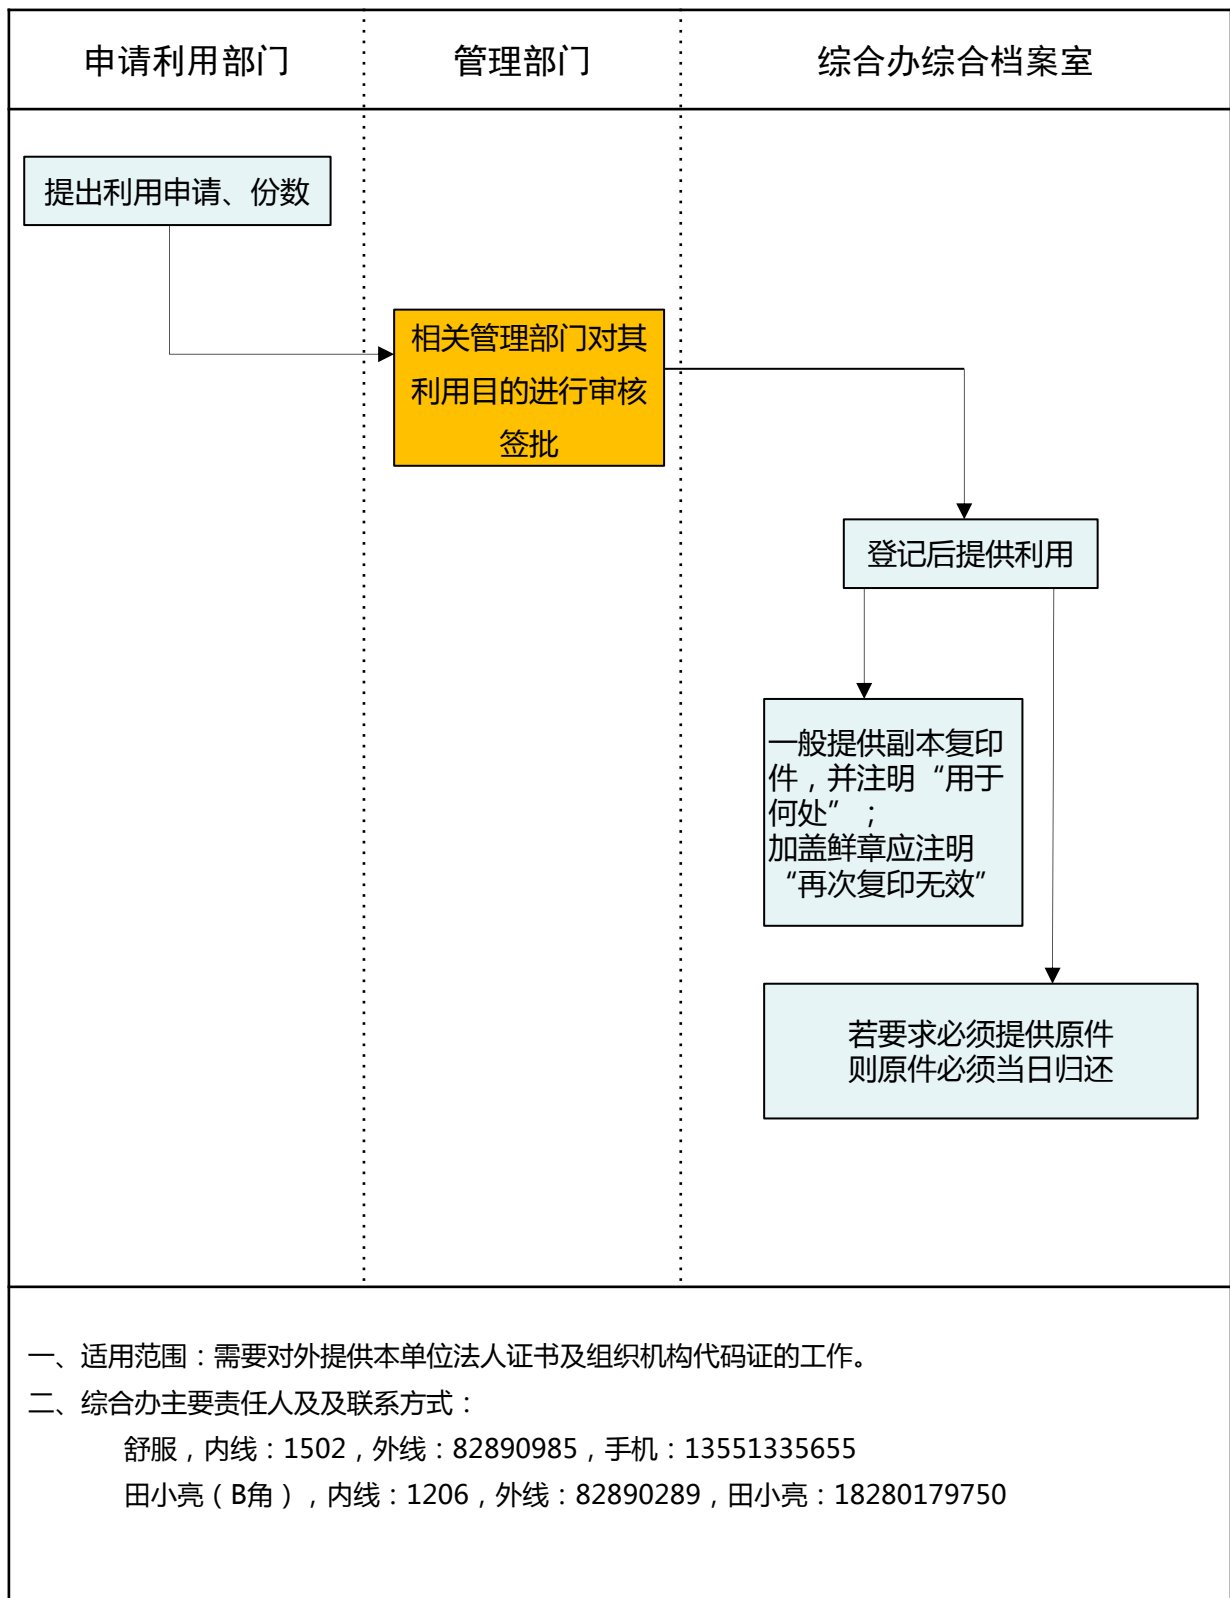 申请利用部门
管理部门
综合办综合档案室
提出利用申请、份数
相关管理部门对其
利用目的进行审核
签批
登记后提供利用
一般提供副本复印
件，并注明“用于
何处”；
加盖鲜章应注明
“再次复印无效”
若要求必须提供原件
则原件必须当日归还
一、适用范围：需要对外提供本单位法人证书及组织机构代码证的工作。
二、综合办主要责任人及及联系方式：
舒服，内线：1502，外线：82890985，手机：13551335655
田小亮（B角），内线：1206，外线：82890289，田小亮：18280179750